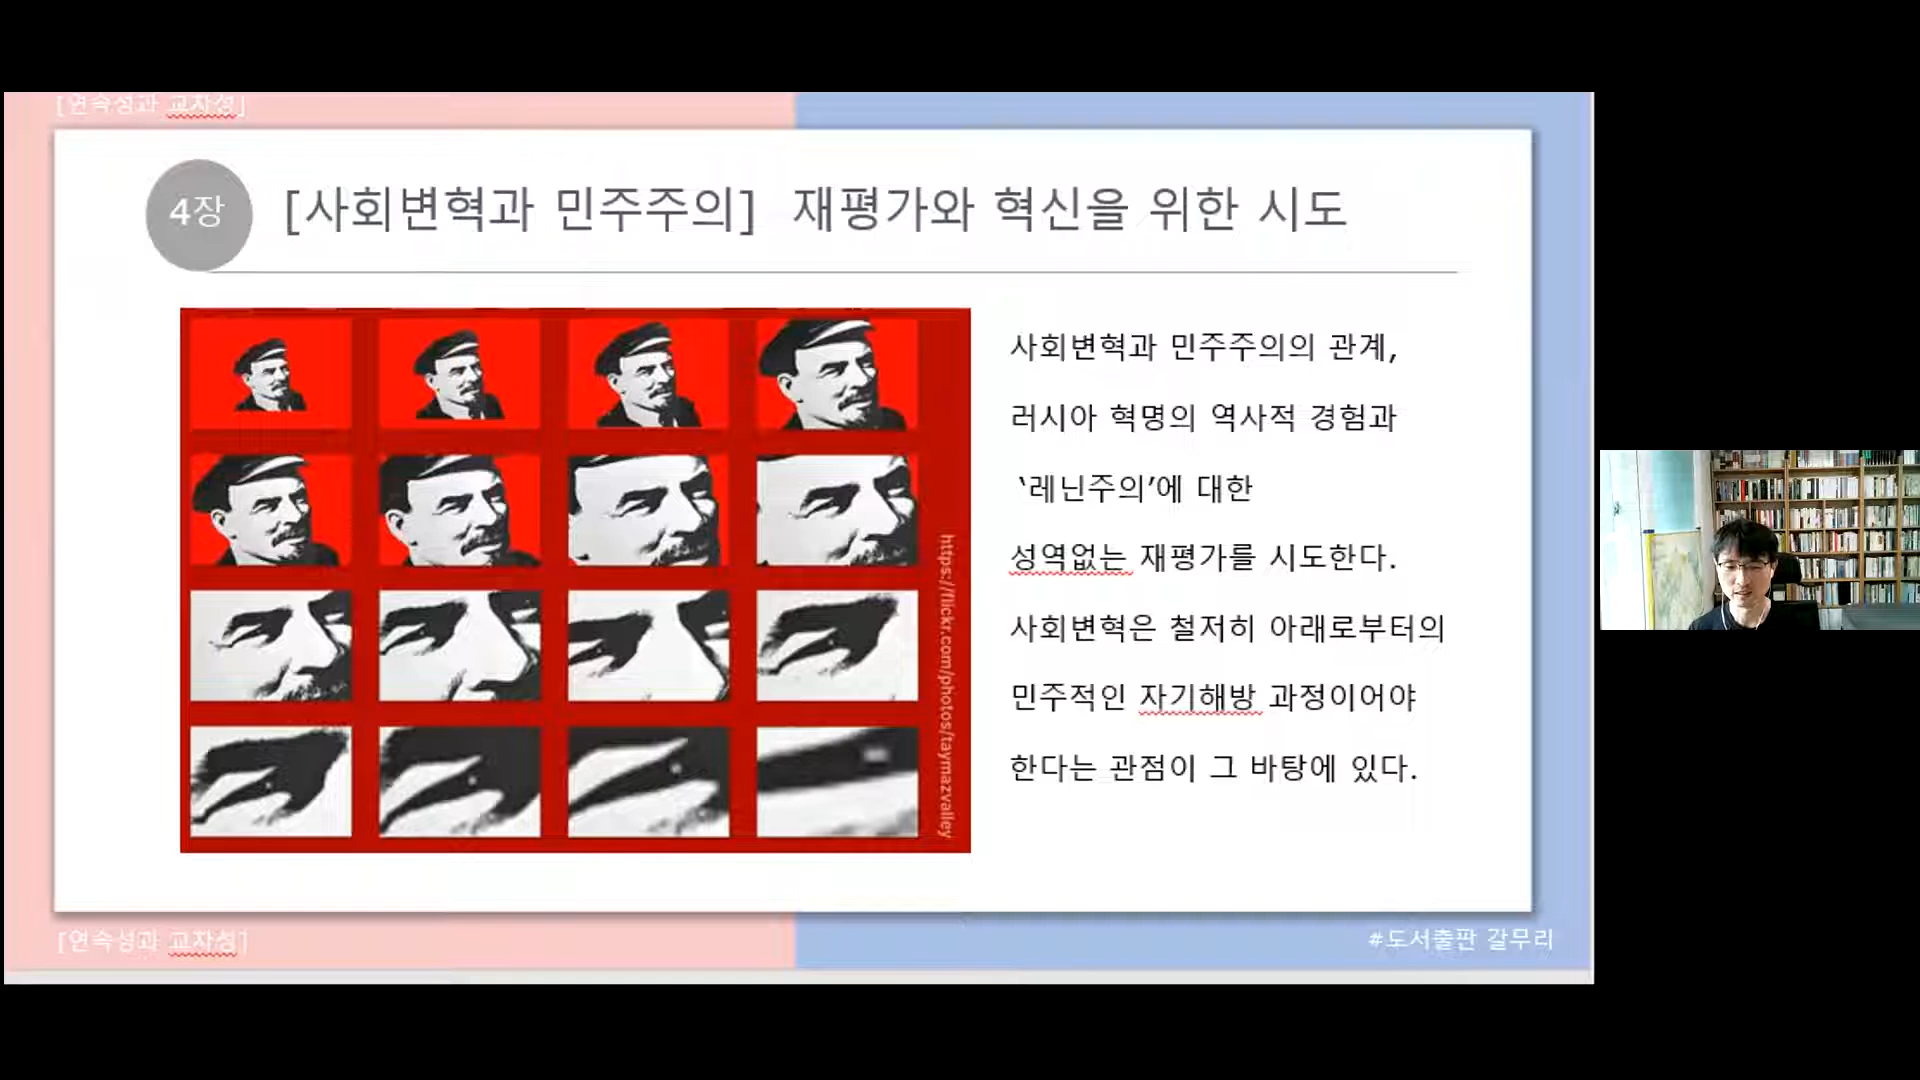 [연속성과 교차성]
4장
[사회변혁과 민주주의] 재평가와 혁신을 위한 시도
사회변혁과 민주주의의 관계,
러시아 혁명의 역사적 경험과
‘레닌주의’에 대한
성역없는 재평가를 시도한다.
사회변혁은 철저히 아래로부터의
민주적인 자기해방 과정이어야
한다는 관점이 그 바탕에 있다.
https://flickr.com/photos/taymazvalley
[연속성과 교차성]
#도서출판 갈무리